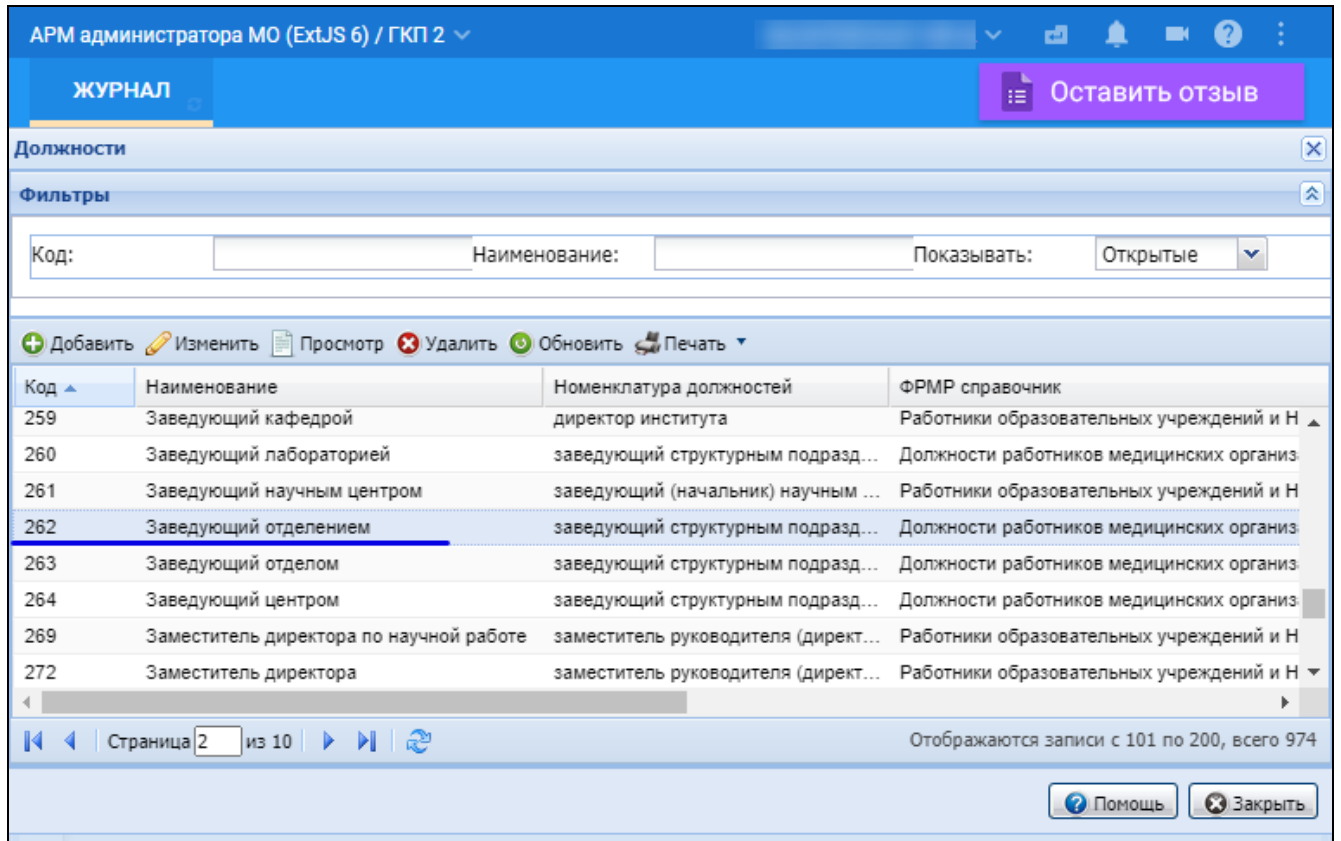 АРМ администратора МО (ExtJS 6) / ГКП 2
ЖУРНАЛ
Оставить отзыв
Должности
Фильтры
Код: Наименование: Показывать: Открытые
Добавить Изменить Просмотр Удалить Обновить Печать
Код Наименование Номенклатура должностей ФРМР справочник
259 Заведующий кафедрой директор института Работники образовательных учреждений и Н
260 Заведующий лабораторией заведующий структурным подразд... Должности работников медицинских организ
261 Заведующий научным центром заведующий (начальник) научным ... Работники образовательных учреждений и Н
262 Заведующий отделением заведующий структурным подразд... Должности работников медицинских организ
263 Заведующий отделом заведующий структурным подразд... Должности работников медицинских организ
264 Заведующий центром заведующий структурным подразд... Должности работников медицинских организ
269 Заместитель директора по научной работе заместитель руководителя (директ... Работники образовательных учреждений и Н
272 Заместитель директора заместитель руководителя (директ... Работники образовательных учреждений и Н
Страница 2 из 10 Отображаются записи с 101 по 200, всего 974
Помощь Закрыть